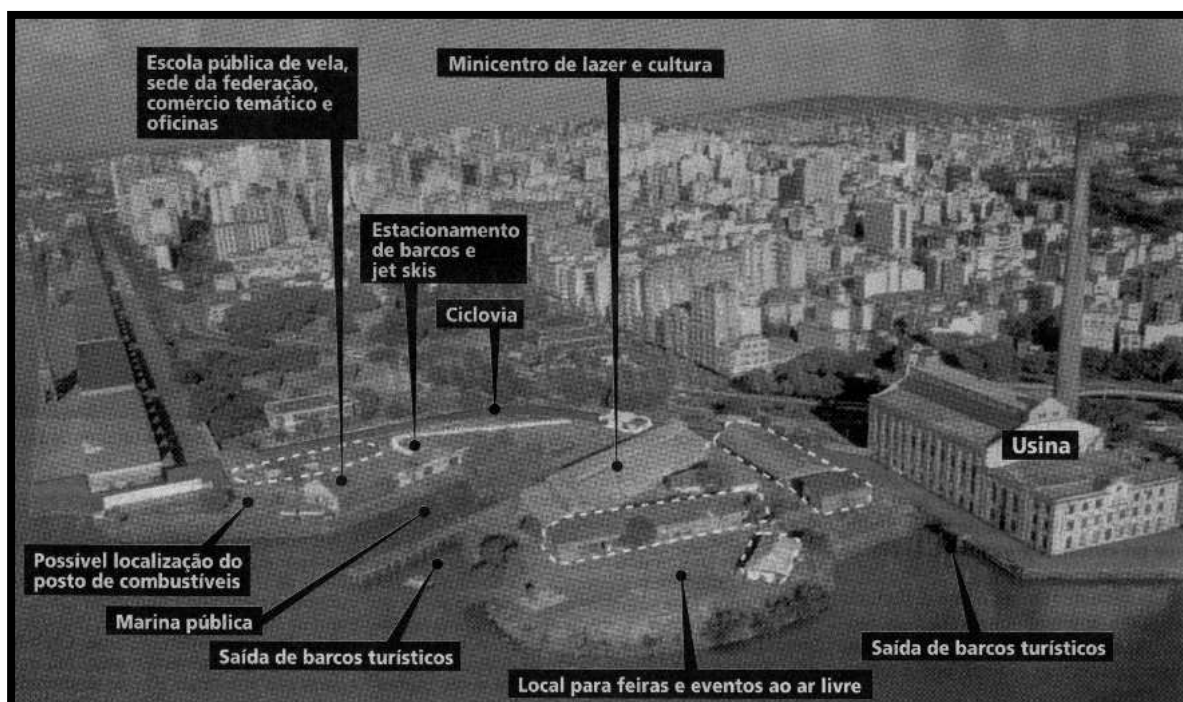 Escola pública de vela,
sede da federação,
comércio temático e
oficinas
Minicentro de lazer e cultura
Estacionamento
de barcos e
jet skis
Ciclovia
Usina
Possível localização do
posto de combustíveis
Marina pública
Saída de barcos turísticos
Local para feiras e eventos ao ar livre
Saída de barcos turísticos